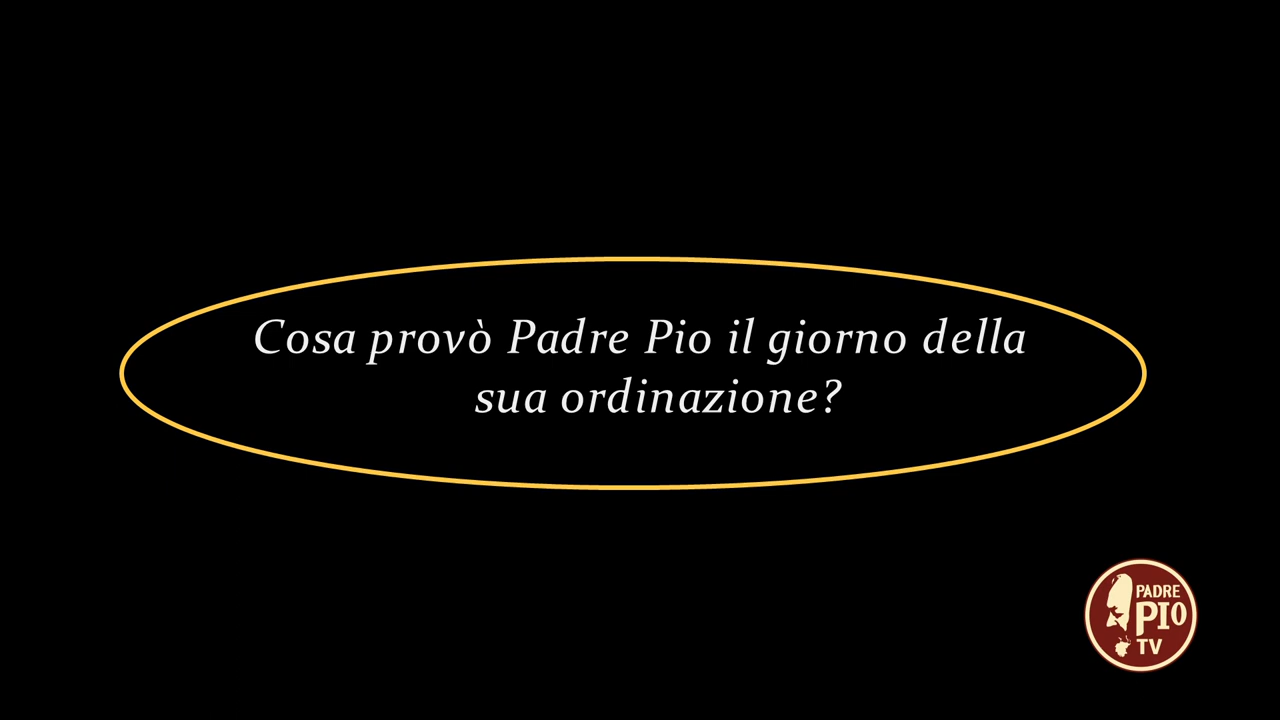 Cosa provò Padre Pio il giorno della
sua ordinazione?
PADRE
PIO
TV